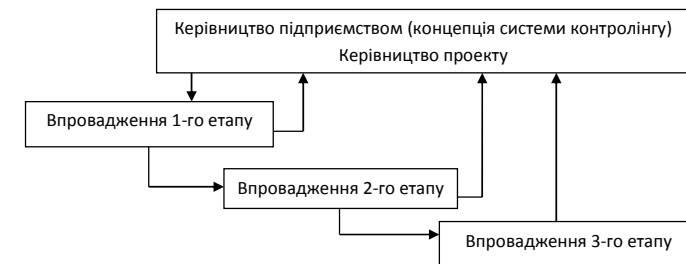 Керівництво підприємством (концепція системи контролінгу)
Керівництво проекту
Впровадження 1-го етапу
Впровадження 2-го етапу
Впровадження 3-го етапу